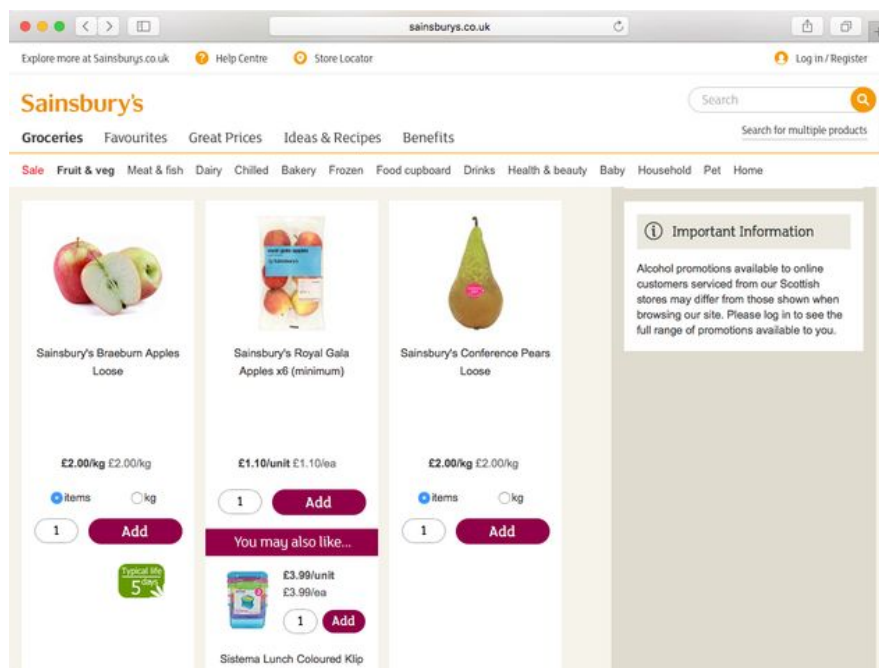 sainsburys.co.uk
Explore more at Sainsburys.co.uk Help Centre Store Locator Log in / Register
Sainsbury's
Search
Groceries Favourites Great Prices Ideas & Recipes Benefits
Search for multiple products
Sale Fruit & veg Meat & fish Dairy Chilled Bakery Frozen Food cupboard Drinks Health & beauty Baby Household Pet Home
Sainsbury's Braeburn Apples
Loose
£2.00/kg £2.00/kg
items kg
1 Add
Typical life
5 days
royal gala apples
by Sainsbury's
Sainsbury's Royal Gala
Apples x6 (minimum)
£1.10/unit £1.10/ea
1 Add
You may also like...
£3.99/unit
£3.99/ea
1 Add
Sistema Lunch Coloured Klip
Sainsbury's Conference Pears
Loose
£2.00/kg £2.00/kg
items kg
1 Add
Important Information
Alcohol promotions available to online
customers serviced from our Scottish
stores may differ from those shown when
browsing our site. Please log in to see the
full range of promotions available to you.